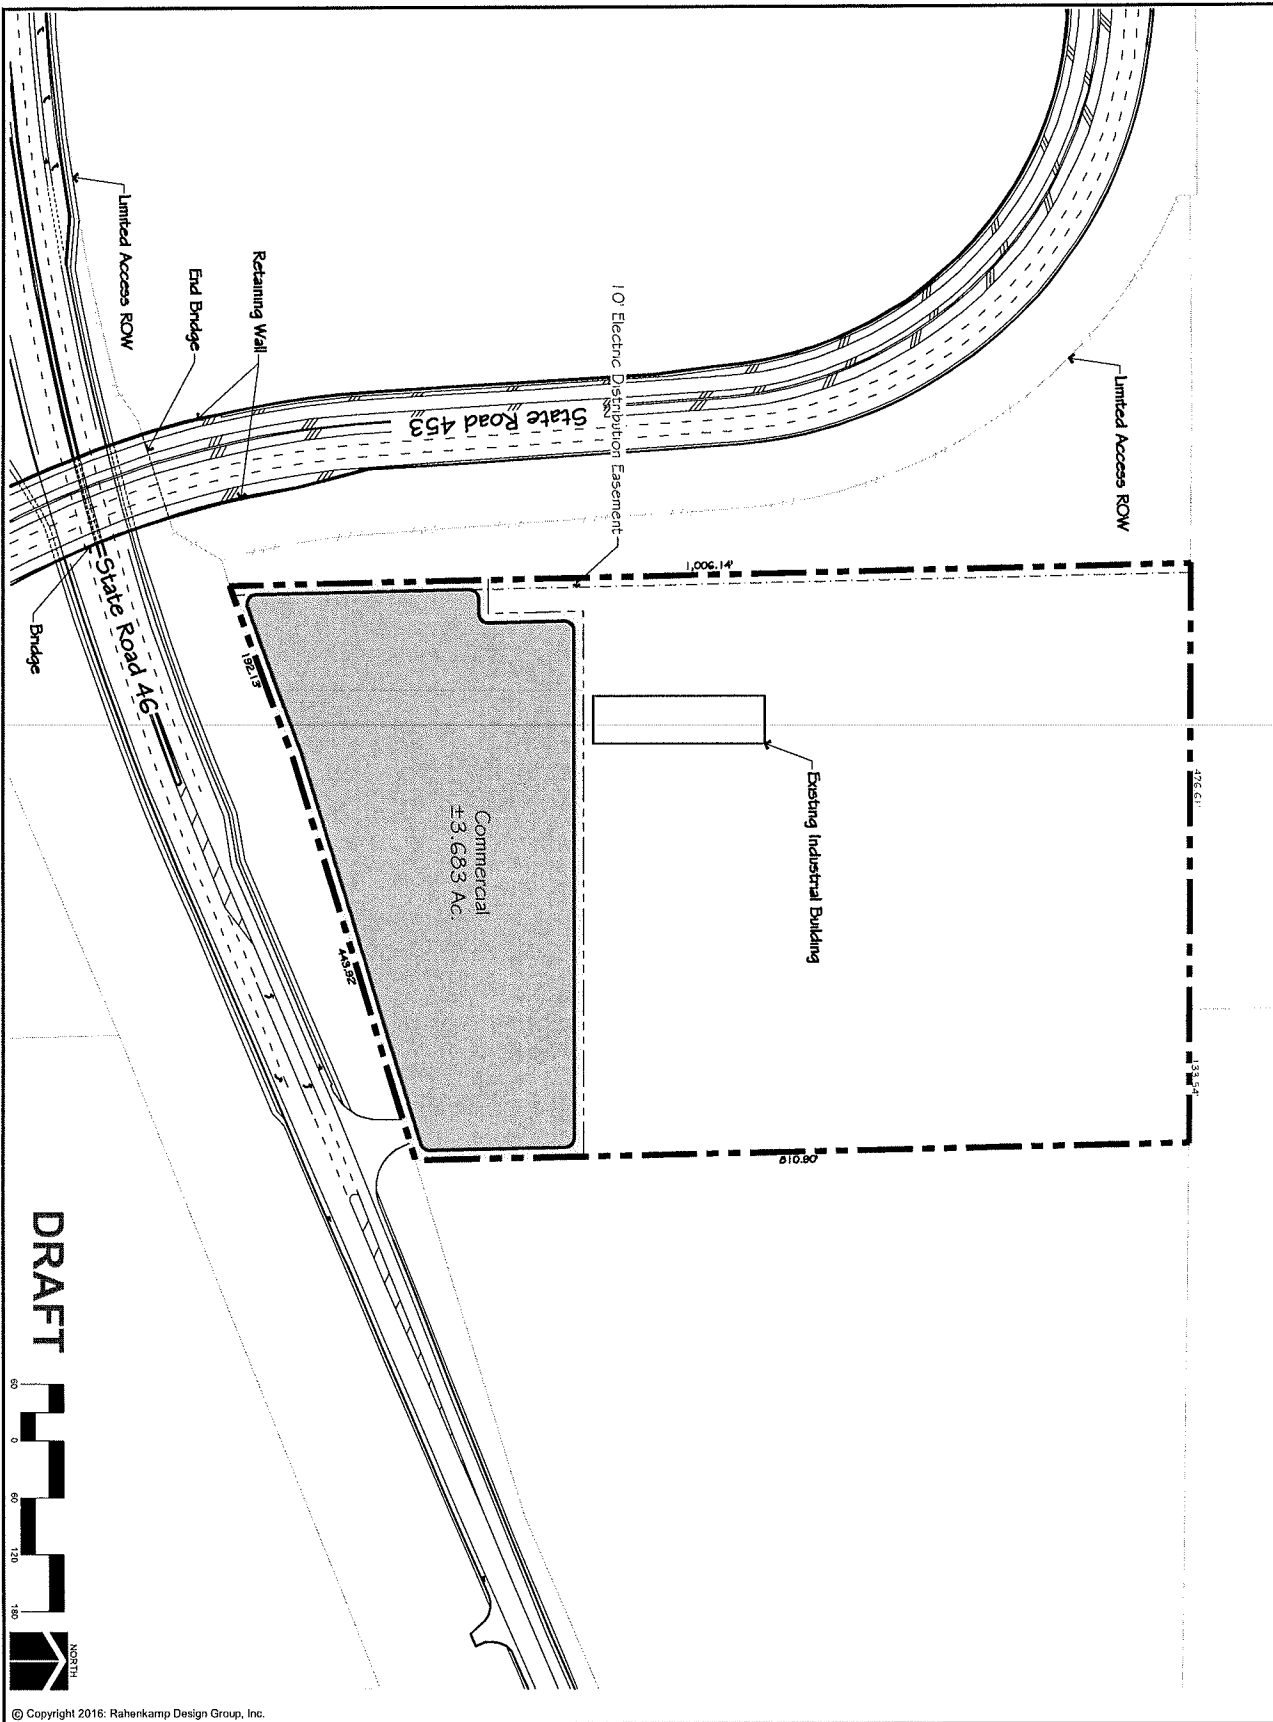 Limited Access ROW
Limited Access ROW
10' Electric Distribution Easement
Retaining Wall
End Bridge
State Road 453
State Road 46
Bridge
1,006.14'
476.61'
133.54'
810.80'
192.13'
443.92'
Existing Industrial Building
Commercial
±3.683 Ac.
DRAFT
60 0 60 120 180
NORTH
© Copyright 2016: Rahenkamp Design Group, Inc.